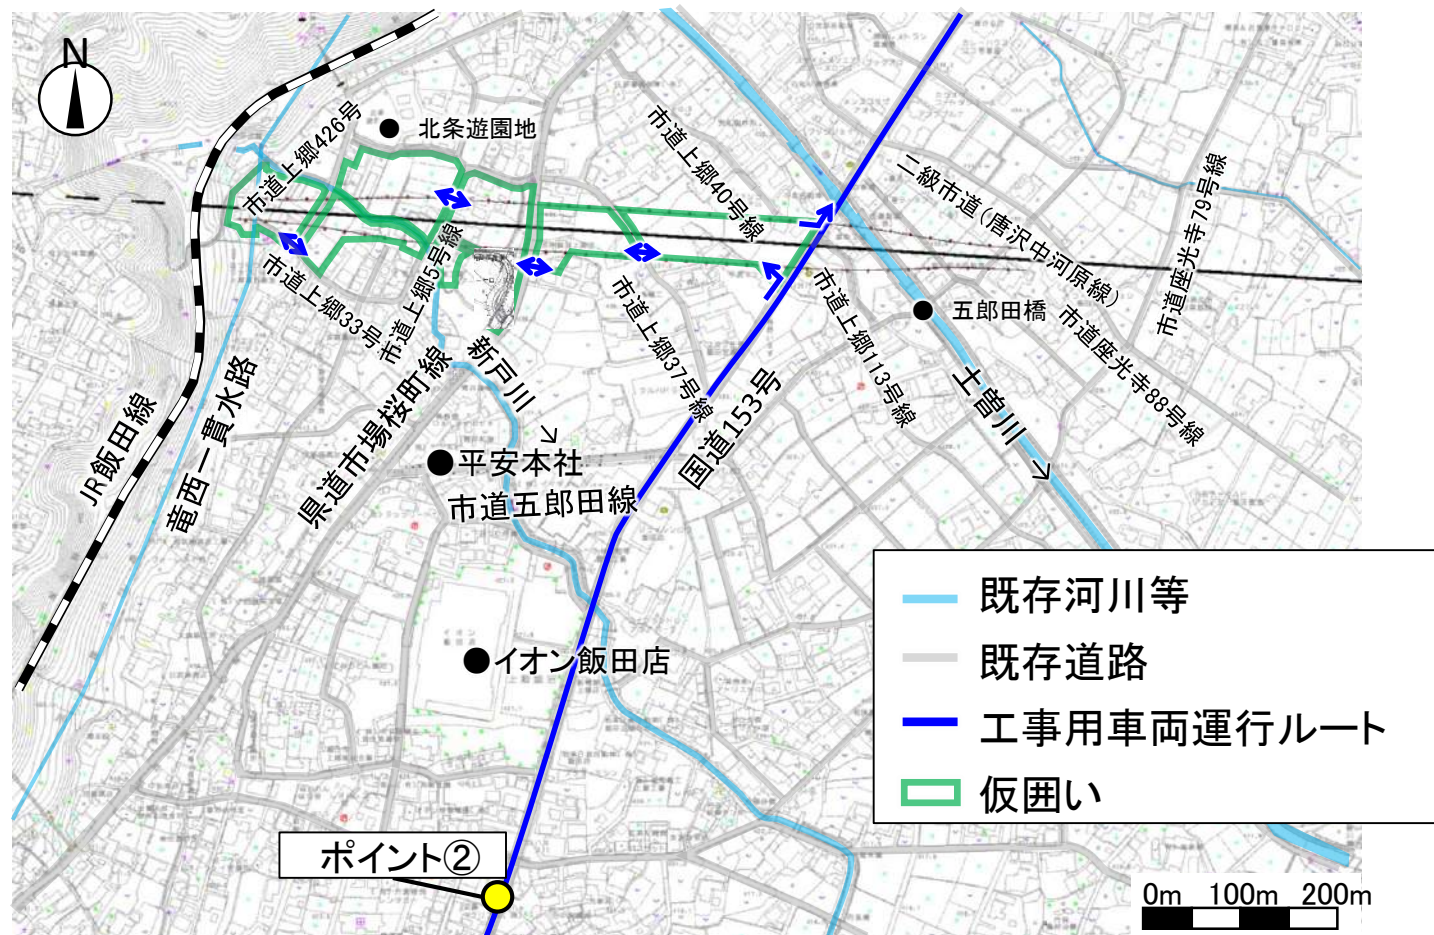 N
北条遊園地
市道上郷426号
市道上郷40号線
二級市道(唐沢中河原線)
市道座光寺79号線
市道上郷33号
市道上郷5号線
市道上郷37号線
市道上郷113号線
五郎田橋
市道座光寺88号線
新戸川
→
国道153号
土曽川
→
JR飯田線
竜西一貫水路
県道市場桜町線
平安本社
市道五郎田線
イオン
飯田店
イオン飯田店
既存河川等
既存道路
工事用車両運行ルート
仮囲い
ポイント②
0m 100m 200m